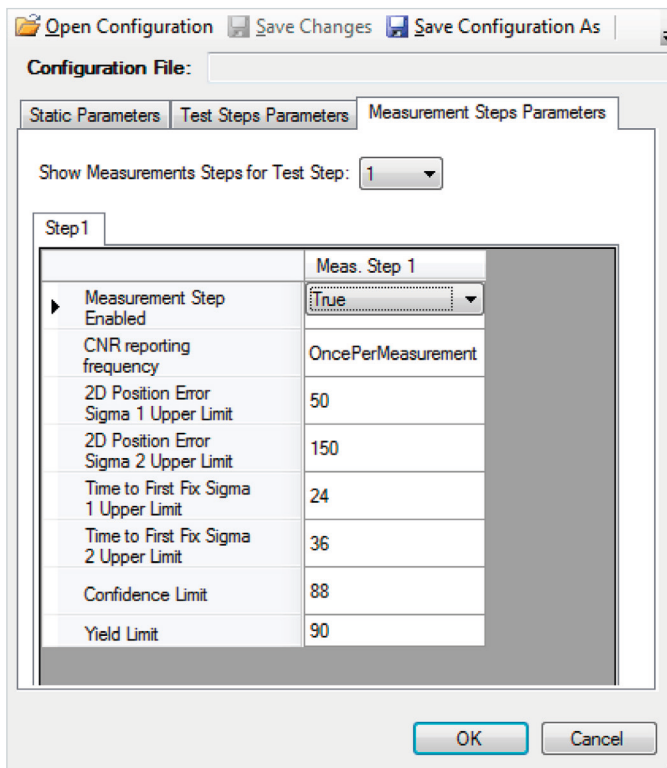 Open Configuration Save Changes Save Configuration As
Configuration File:
Static Parameters Test Steps Parameters Measurement Steps Parameters
Show Measurements Steps for Test Step: 1
Step1
Meas. Step 1
Measurement Step
Enabled
True
CNR reporting
frequency
OncePerMeasurement
2D Position Error
Sigma 1 Upper Limit
50
2D Position Error
Sigma 2 Upper Limit
150
Time to First Fix Sigma
1 Upper Limit
24
Time to First Fix Sigma
2 Upper Limit
36
Confidence Limit 88
Yield Limit 90
OK Cancel